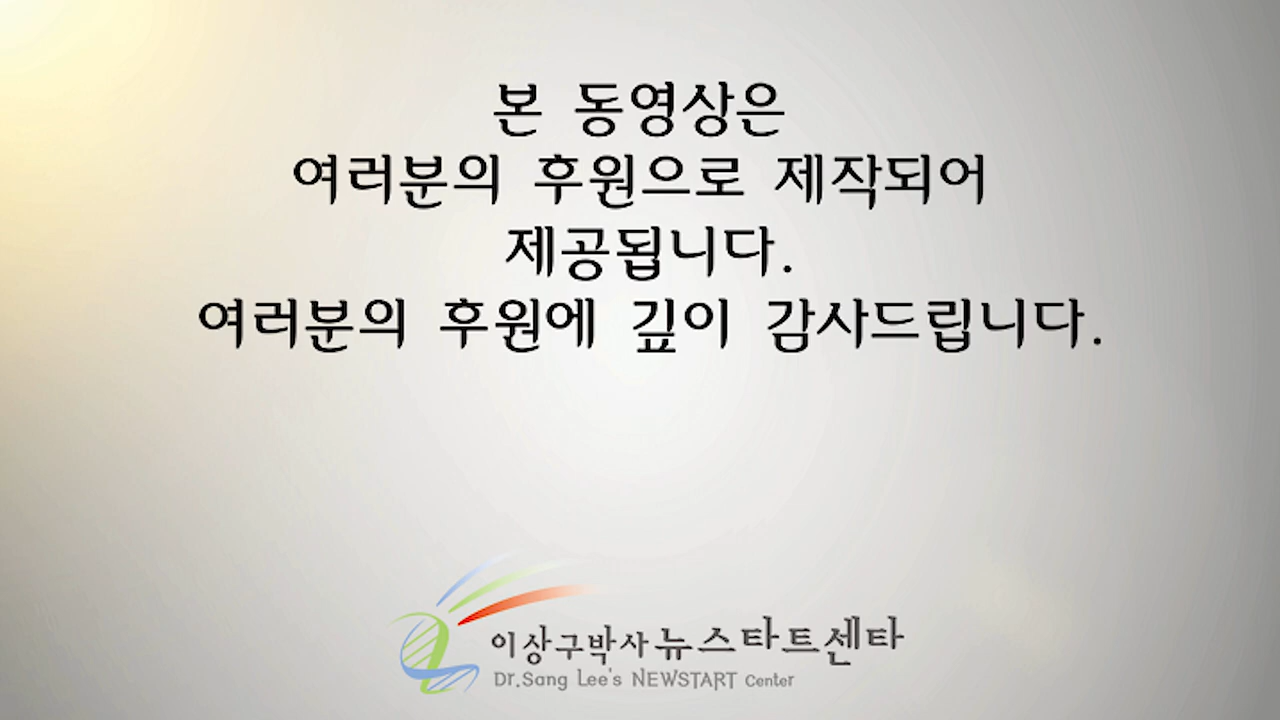 본 동영상은
여러분의 후원으로 제작되어
제공됩니다.
여러분의 후원에 깊이 감사드립니다.
이상구박사 뉴스타트센타
Dr.Sang Lee's NEWSTART Center